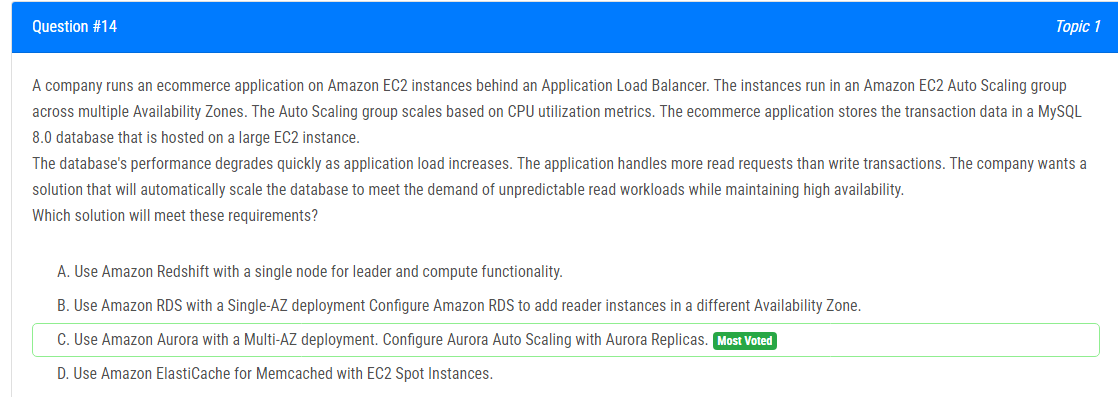 Question #14
Topic 1
A company runs an ecommerce application on Amazon EC2 instances behind an Application Load Balancer. The instances run in an Amazon EC2 Auto Scaling group
across multiple Availability Zones. The Auto Scaling group scales based on CPU utilization metrics. The ecommerce application stores the transaction data in a MySQL
8.0 database that is hosted on a large EC2 instance.
The database's performance degrades quickly as application load increases. The application handles more read requests than write transactions. The company wants a
solution that will automatically scale the database to meet the demand of unpredictable read workloads while maintaining high availability.
Which solution will meet these requirements?
A. Use Amazon Redshift with a single node for leader and compute functionality.
B. Use Amazon RDS with a Single-AZ deployment Configure Amazon RDS to add reader instances in a different Availability Zone.
C. Use Amazon Aurora with a Multi-AZ deployment. Configure Aurora Auto Scaling with Aurora Replicas. Most Voted
D. Use Amazon ElastiCache for Memcached with EC2 Spot Instances.